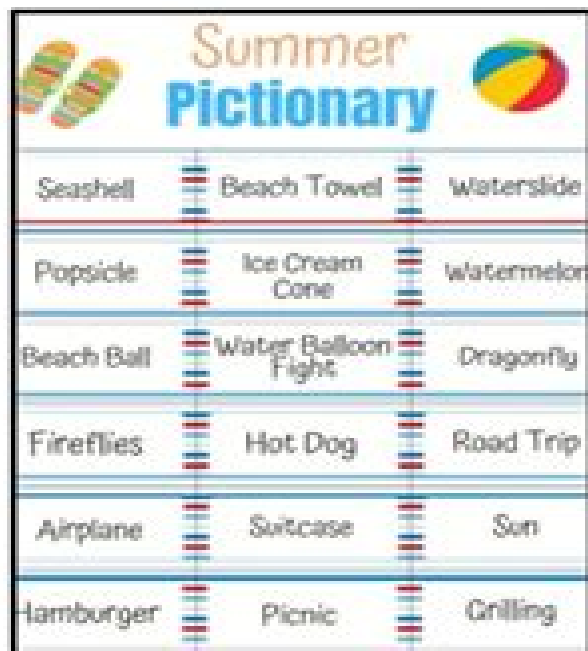 Summer
Pictionary
Seashell Beach Towel Waterslide
Popsicle Ice Cream Cone Watermelon
Beach Ball Water Balloon Fight Dragonfly
Fireflies Hot Dog Road Trip
Airplane Suitcase Sun
Hamburger Picnic Grilling